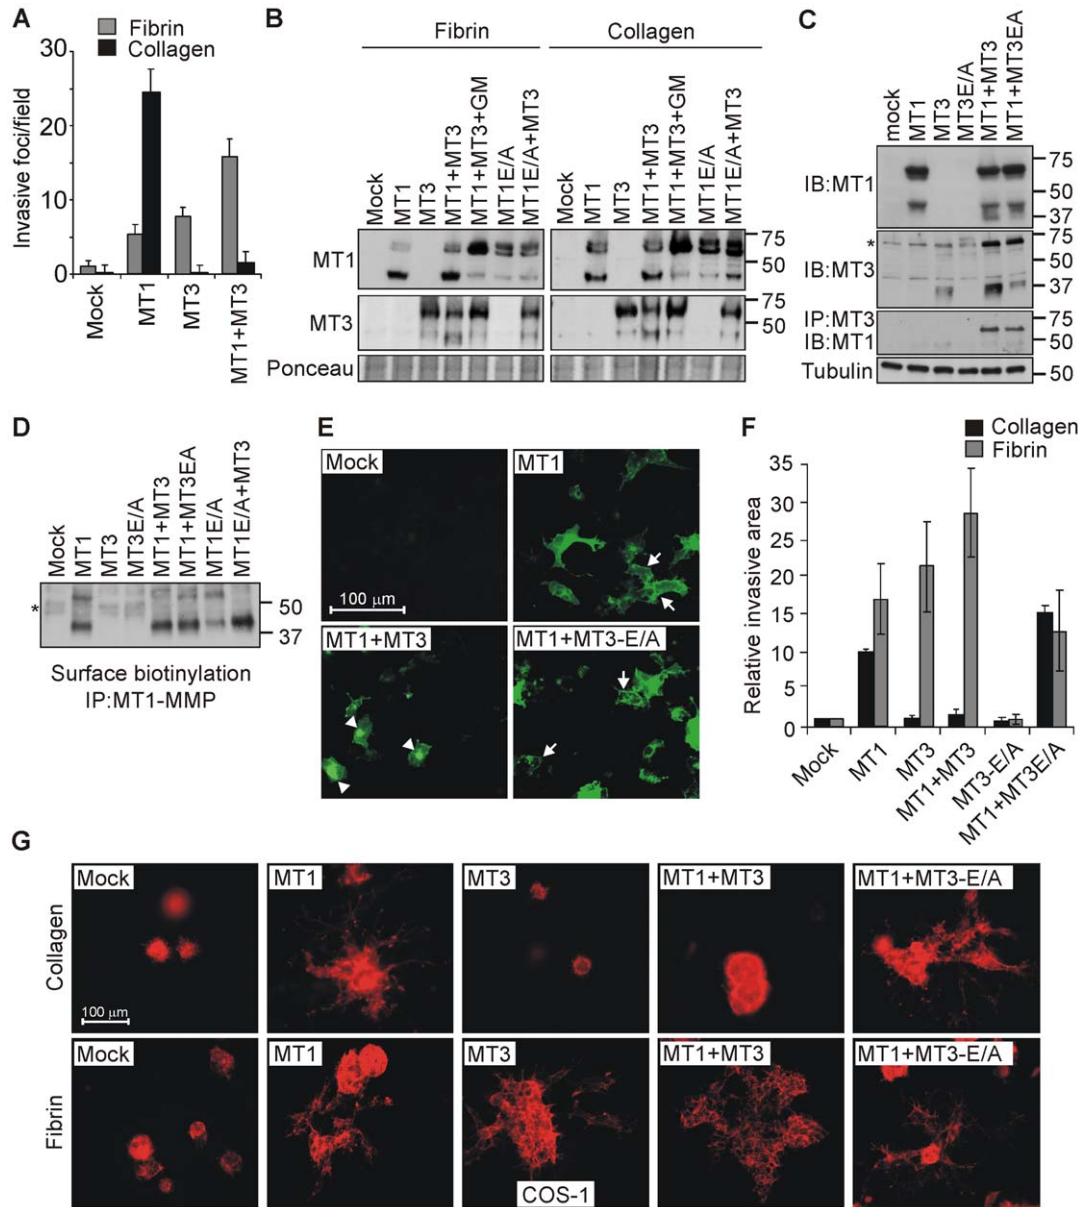 A
Fibrin
Collagen
Invasive foci/field
30
20
10
0
Mock
MT1
MT3
MT1+MT3
B
Fibrin
Collagen
Mock
MT1
MT3
MT1+MT3
MT1+MT3+GM
MT1E/A
MT1E/A+MT3
Mock
MT1
MT3
MT1+MT3
MT1+MT3+GM
MT1E/A
MT1E/A+MT3
MT1
75
50
MT3
75
50
Ponceau
C
mock
MT1
MT3
MT3E/A
MT1+MT3
MT1+MT3EA
IB:MT1
75
50
37
*
IB:MT3
75
50
37
IP:MT3
IB:MT1
75
50
Tubulin
50
D
Mock
MT1
MT3
MT3E/A
MT1+MT3
MT1+MT3EA
MT1E/A
MT1E/A+MT3
*
50
37
Surface biotinylation
IP:MT1-MMP
E
Mock
MT1
100 µm
MT1+MT3
MT1+MT3-E/A
F
Collagen
Fibrin
Relative invasive area
35
30
25
20
15
10
5
0
Mock
MT1
MT3
MT1+MT3
MT3-E/A
MT1+MT3E/A
G
Collagen
Mock
MT1
MT3
MT1+MT3
MT1+MT3-E/A
100 µm
Fibrin
Mock
MT1
MT3
MT1+MT3
MT1+MT3-E/A
COS-1